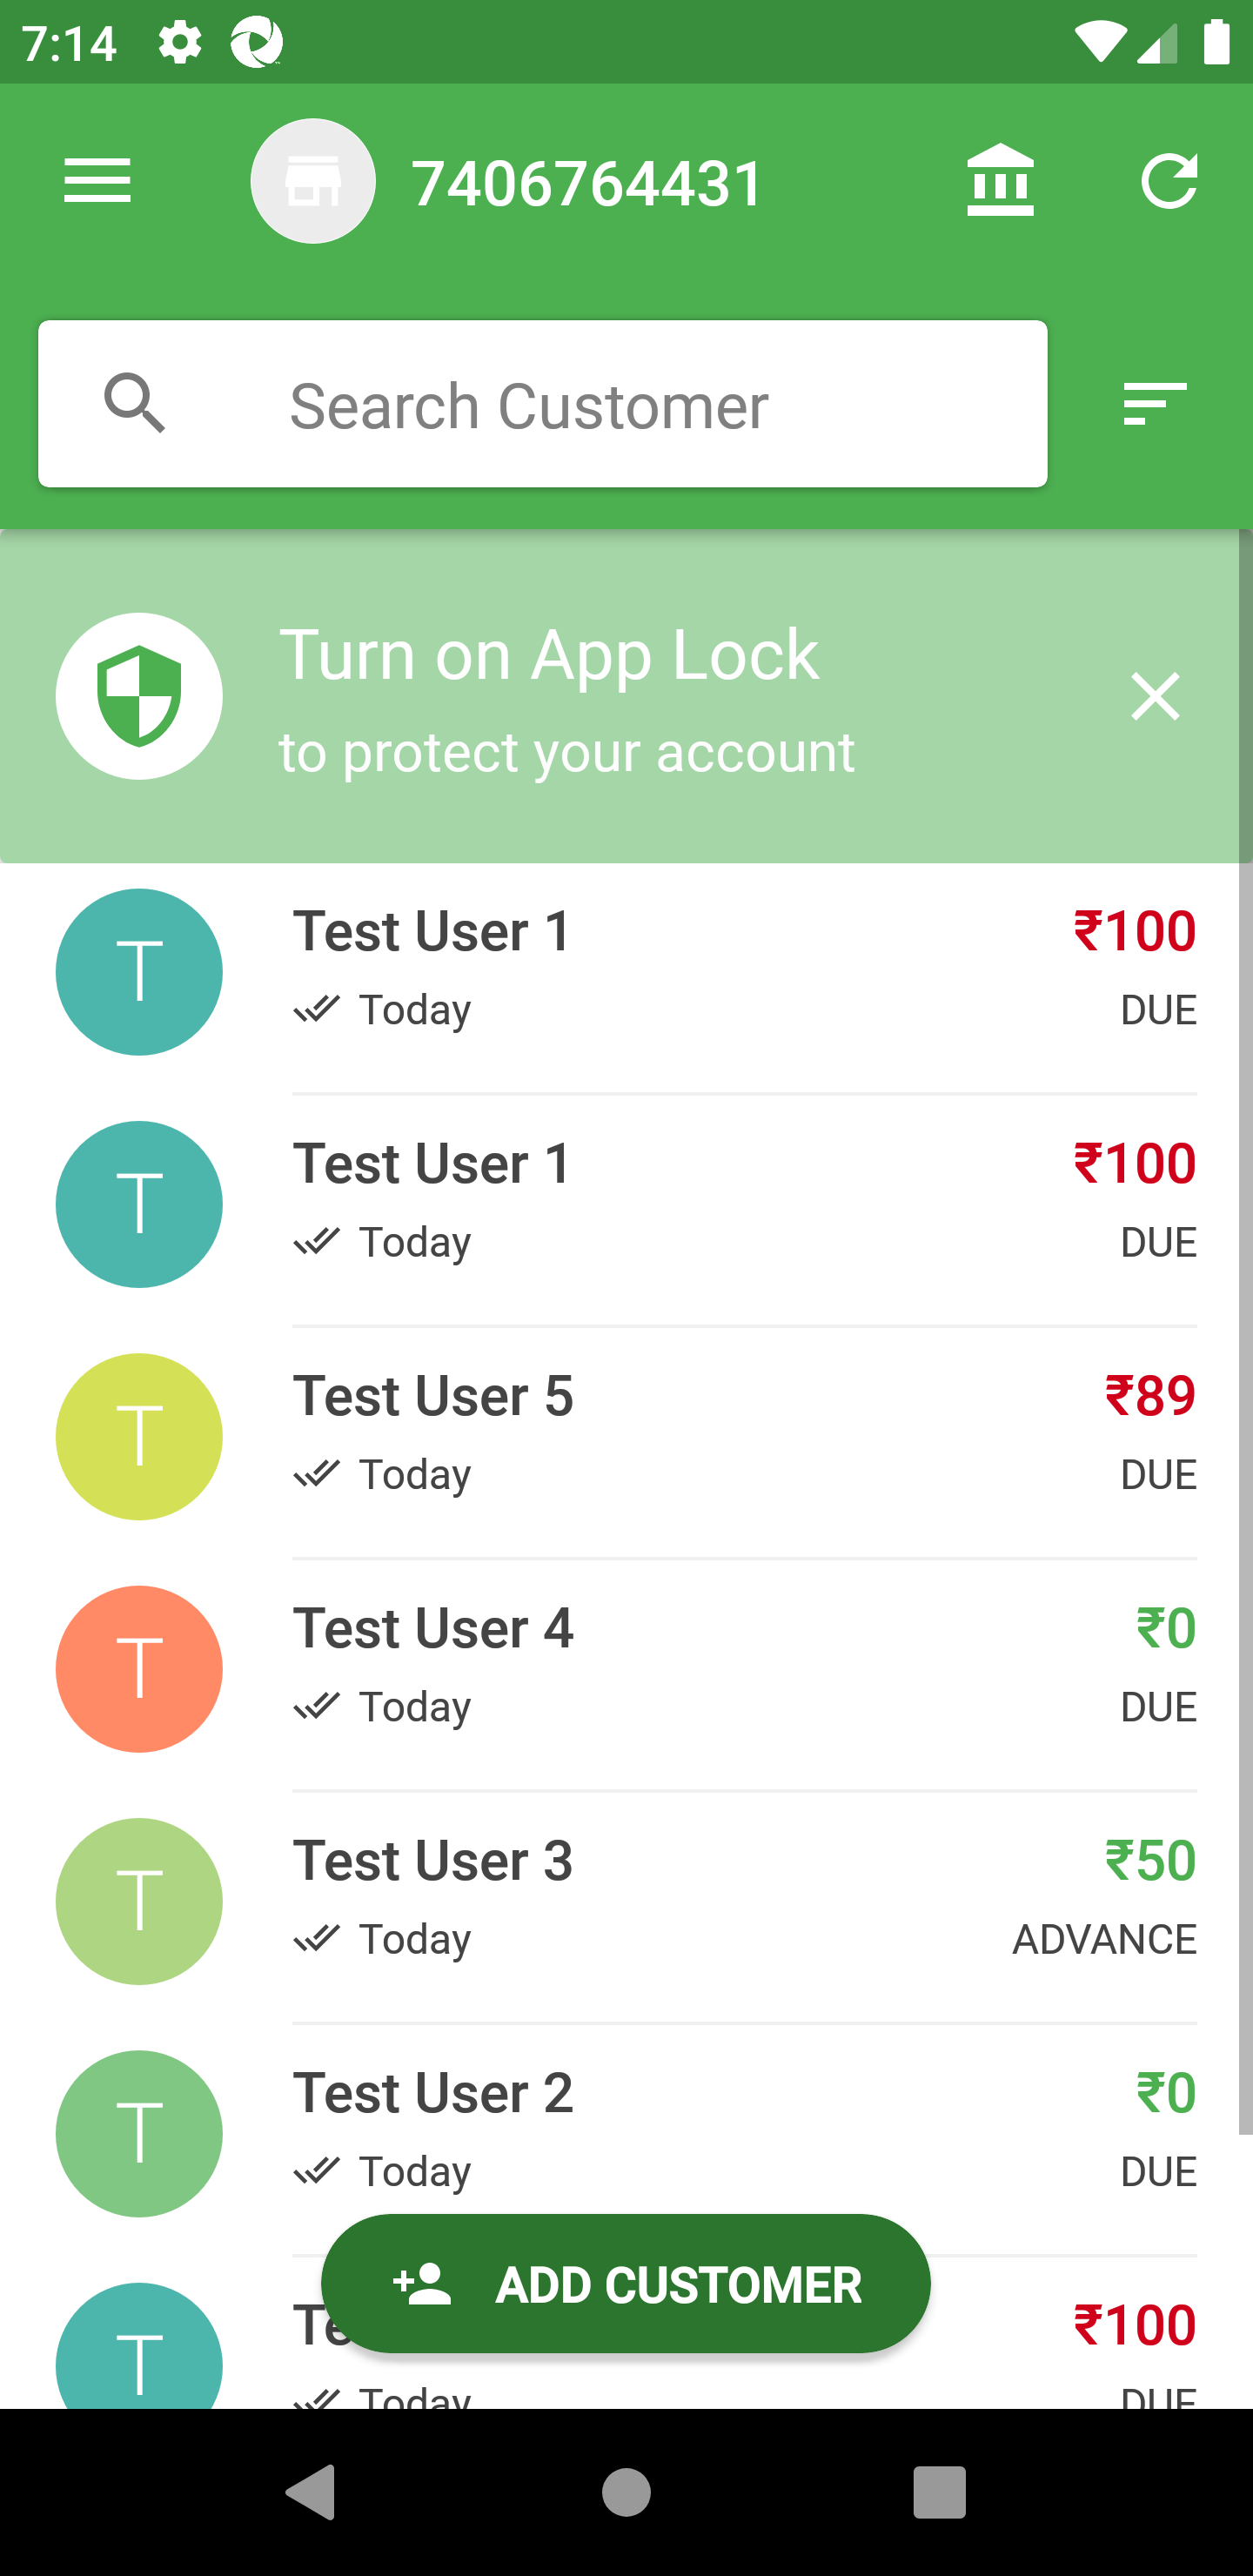 7:14
7406764431
Search Customer
Turn on App Lock
to protect your account
T Test User 1 ₹100
Today DUE
T Test User 1 ₹100
Today DUE
T Test User 5 ₹89
Today DUE
T Test User 4 ₹0
Today DUE
T Test User 3 ₹50
Today ADVANCE
T Test User 2 ₹0
Today DUE
ADD CUSTOMER
T ₹100
Today DUE